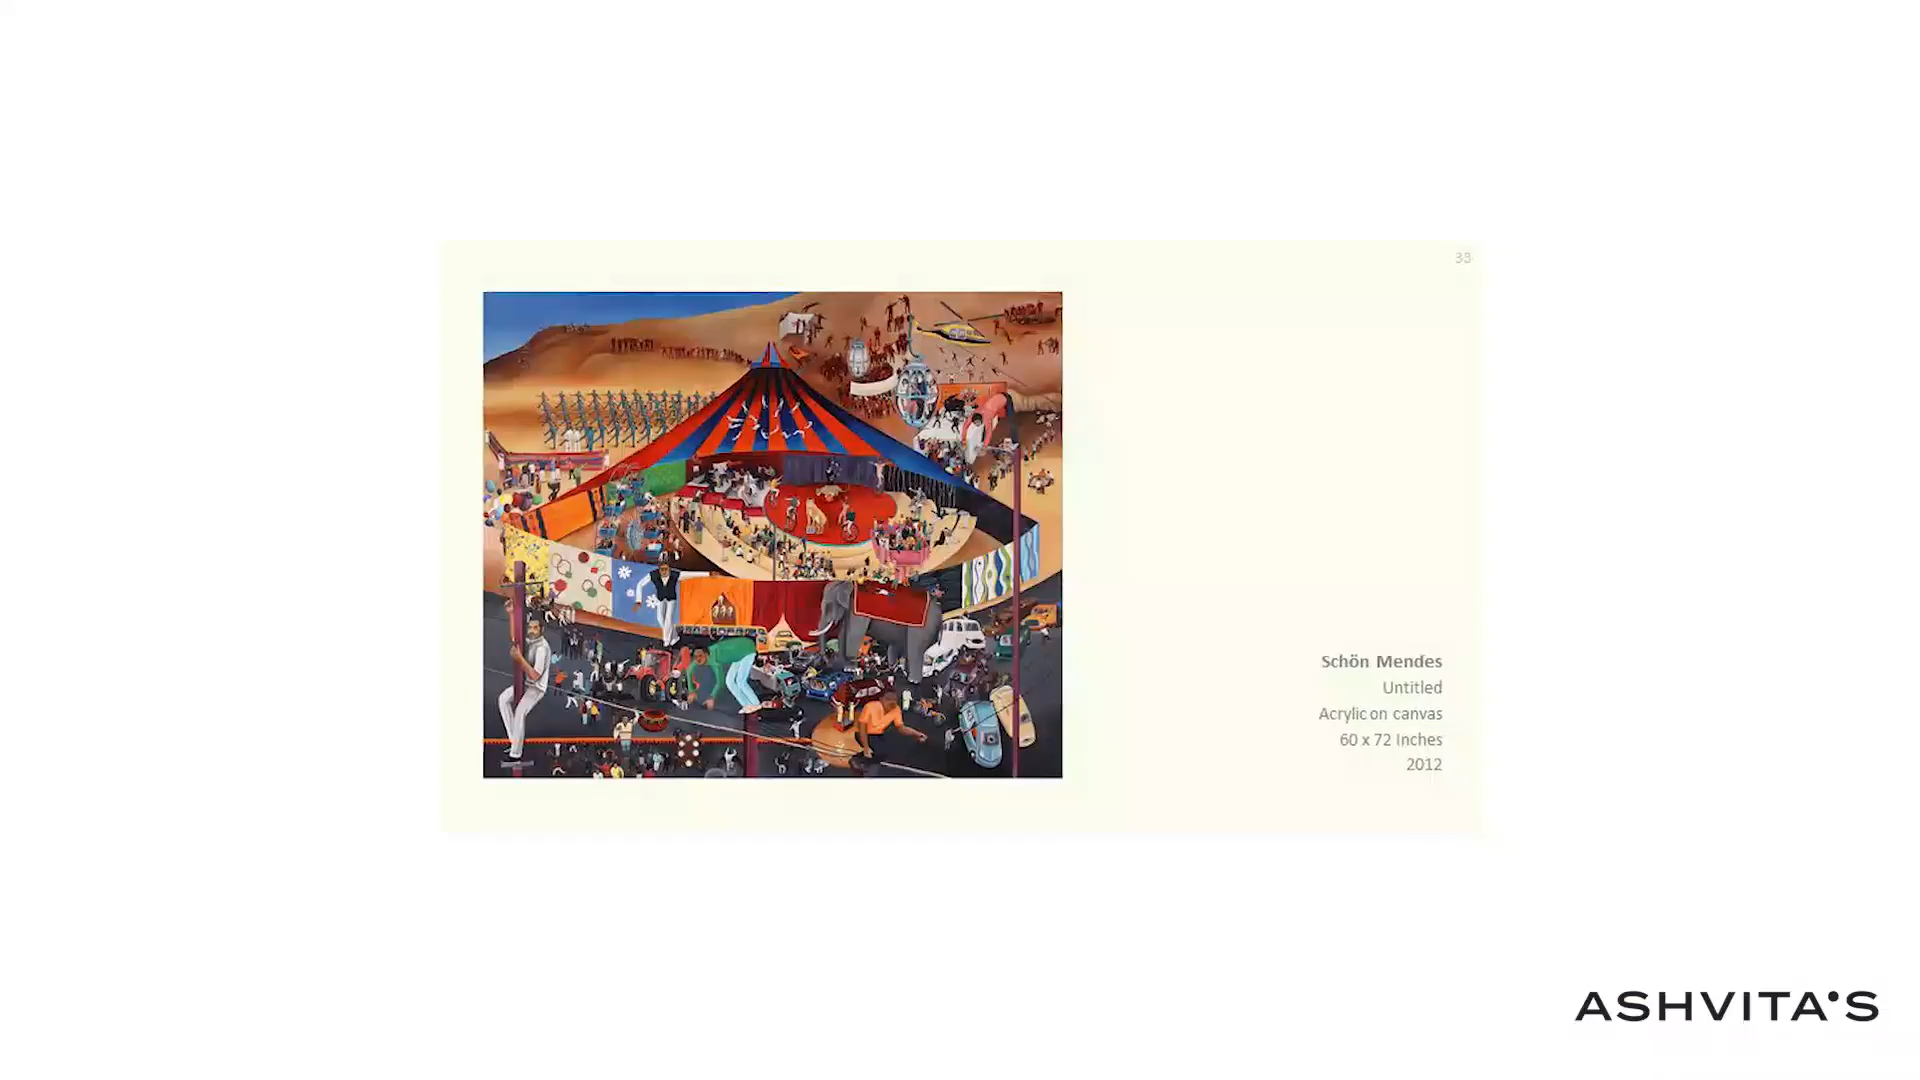 33
Schön Mendes
Untitled
Acrylic on canvas
60 x 72 Inches
2012
ASHVITA'S